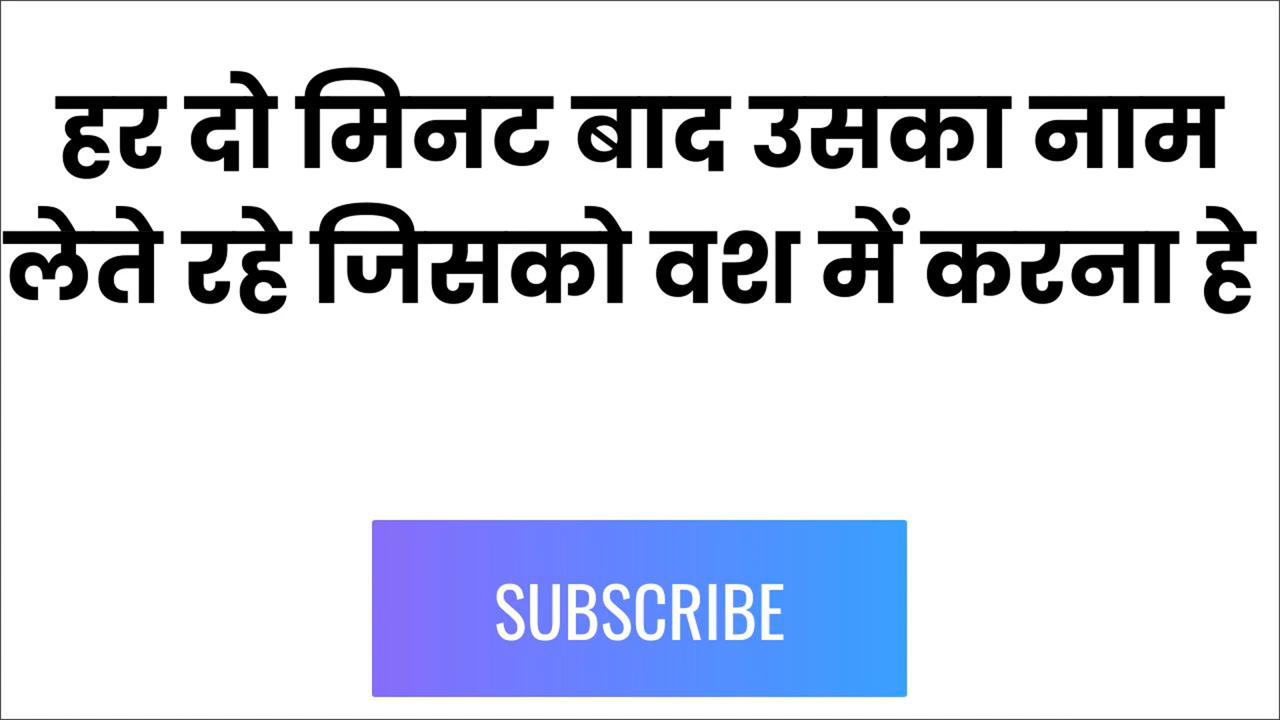 हर दो मिनट बाद उसका नाम
लेते रहे जिसको वश में करना हे
SUBSCRIBE